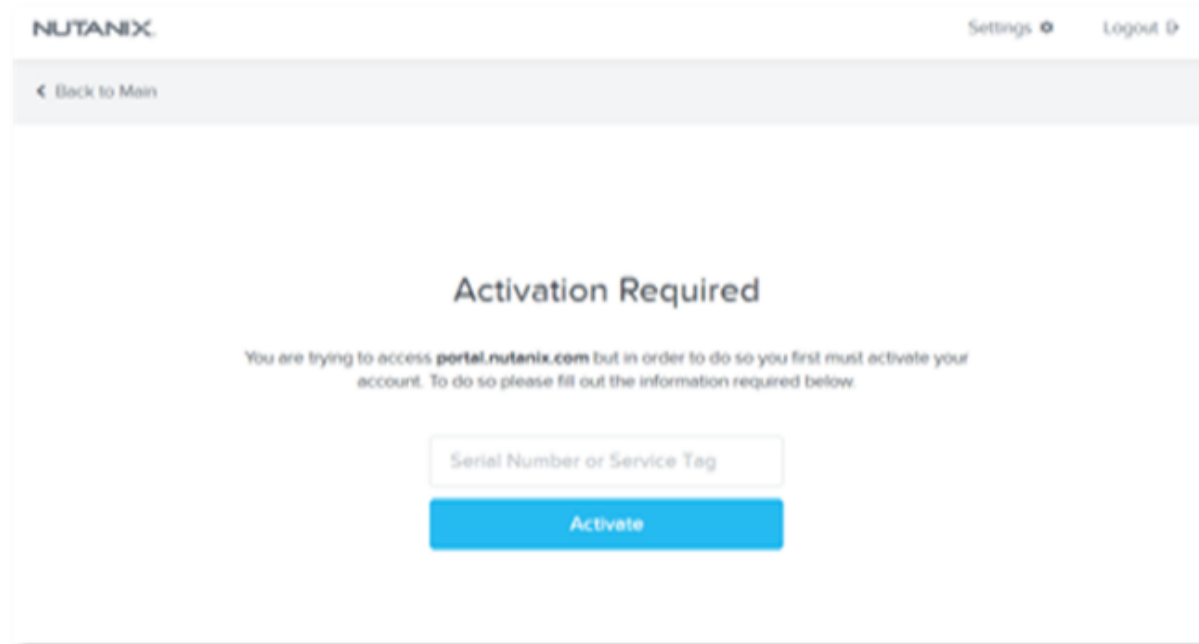 NUTANIX.
Settings
Logout
Back to Main
Activation Required
You are trying to access portal.nutanix.com but in order to do so you first must activate your
account. To do so please fill out the information required below.
Serial Number or Service Tag
Activate